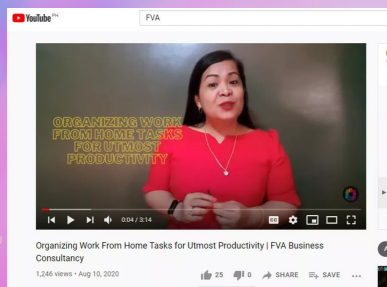 YouTube PH
FVA
ORGANIZING WORK
FROM HOME TASKS
FOR UTMOST
PRODUCTIVITY
0:04 / 3:14
Organizing Work From Home Tasks for Utmost Productivity | FVA Business
Consultancy
1,246 views • Aug 10, 2020
25
0
SHARE
SAVE